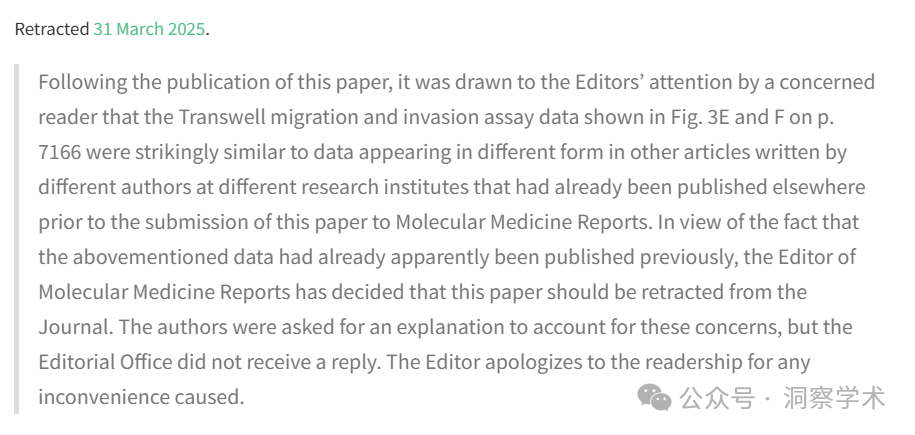 Retracted 31 March 2025.
Following the publication of this paper, it was drawn to the Editors’ attention by a concerned
reader that the Transwell migration and invasion assay data shown in Fig. 3E and F on p.
7166 were strikingly similar to data appearing in different form in other articles written by
different authors at different research institutes that had already been published elsewhere
prior to the submission of this paper to Molecular Medicine Reports. In view of the fact that
the abovementioned data had already apparently been published previously, the Editor of
Molecular Medicine Reports has decided that this paper should be retracted from the
Journal. The authors were asked for an explanation to account for these concerns, but the
Editorial Office did not receive a reply. The Editor apologizes to the readership for any
inconvenience caused.
公众号 · 洞察学术